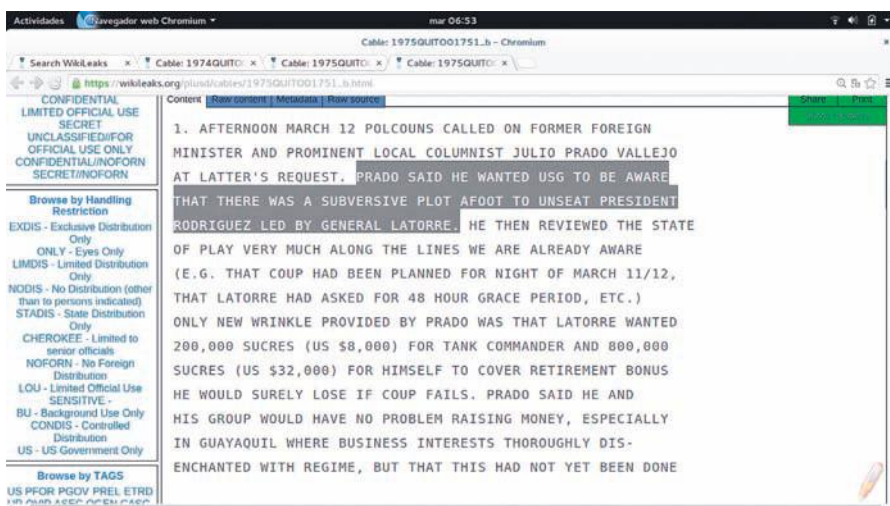 Actividades
Navegador web Chromium
mar 06:53
Cable: 1975QUITO01751_b - Chromium
Search WikiLeaks × Cable: 1974QUITO × Cable: 1975QUITO × Cable: 1975QUITO ×
https://wikileaks.org/plusd/cables/1975QUITO01751_b.html
CONFIDENTIAL
LIMITED OFFICIAL USE
SECRET
UNCLASSIFIED//FOR
OFFICIAL USE ONLY
CONFIDENTIAL//NOFORN
SECRET//NOFORN
Browse by Handling
Restriction
EXDIS - Exclusive Distribution
Only
ONLY - Eyes Only
LIMDIS - Limited Distribution
Only
NODIS - No Distribution (other
than to persons indicated)
STADIS - State Distribution
Only
CHEROKEE - Limited to
senior officials
NOFORN - No Foreign
Distribution
LOU - Limited Official Use
SENSITIVE -
BU - Background Use Only
CONDIS - Controlled
Distribution
US - US Government Only
Browse by TAGS
US PFOR PGOV PREL ETRD
Content Raw content Metadata Raw source
Share Print
1. AFTERNOON MARCH 12 POLCOUNS CALLED ON FORMER FOREIGN
MINISTER AND PROMINENT LOCAL COLUMNIST JULIO PRADO VALLEJO
AT LATTER'S REQUEST. PRADO SAID HE WANTED USG TO BE AWARE
THAT THERE WAS A SUBVERSIVE PLOT AFOOT TO UNSEAT PRESIDENT
RODRIGUEZ LED BY GENERAL LATORRE. HE THEN REVIEWED THE STATE
OF PLAY VERY MUCH ALONG THE LINES WE ARE ALREADY AWARE
(E.G. THAT COUP HAD BEEN PLANNED FOR NIGHT OF MARCH 11/12,
THAT LATORRE HAD ASKED FOR 48 HOUR GRACE PERIOD, ETC.)
ONLY NEW WRINKLE PROVIDED BY PRADO WAS THAT LATORRE WANTED
200,000 SUCRES (US $8,000) FOR TANK COMMANDER AND 800,000
SUCRES (US $32,000) FOR HIMSELF TO COVER RETIREMENT BONUS
HE WOULD SURELY LOSE IF COUP FAILS. PRADO SAID HE AND
HIS GROUP WOULD HAVE NO PROBLEM RAISING MONEY, ESPECIALLY
IN GUAYAQUIL WHERE BUSINESS INTERESTS THOROUGHLY DIS-
ENCHANTED WITH REGIME, BUT THAT THIS HAD NOT YET BEEN DONE